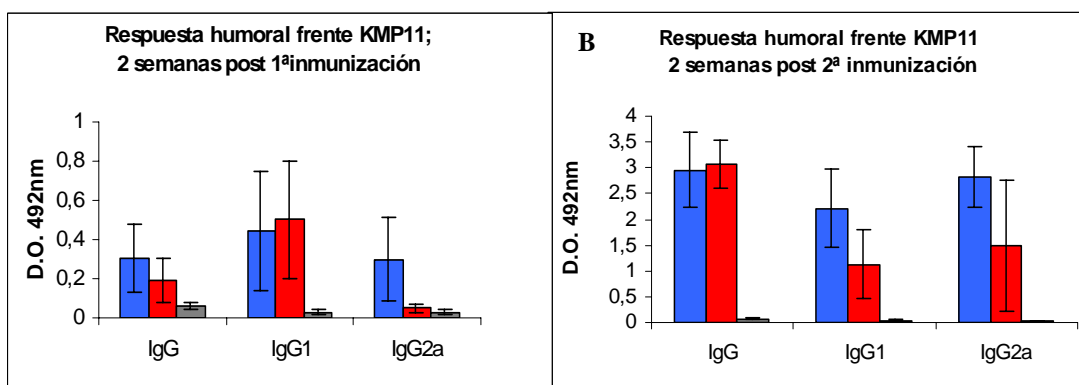 Respuesta humoral frente KMP11;
2 semanas post 1ªinmunización
D.O. 492nm
1
0,8
0,6
0,4
0,2
0
IgG IgG1 IgG2a
B
Respuesta humoral frente KMP11
2 semanas post 2ª inmunización
D.O. 492nm
4
3,5
3
2,5
2
1,5
1
0,5
0
IgG IgG1 IgG2a